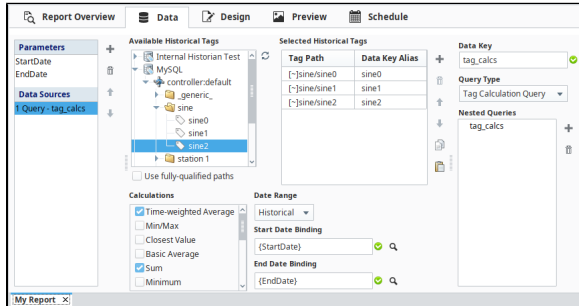 Report Overview
Data
Design
Preview
Schedule
Parameters
StartDate
EndDate
Data Sources
1 Query - tag_calcs
Available Historical Tags
Internal Historian Test
MySQL
controller:default
_generic_
sine
sine0
sine1
sine2
station 1
Use fully-qualified paths
Selected Historical Tags
Tag Path Data Key Alias
[~]sine/sine0 sine0
[~]sine/sine1 sine1
[~]sine/sine2 sine2
Data Key
tag_calcs
Query Type
Tag Calculation Query
Nested Queries
tag_calcs
Calculations
Time-weighted Average
Min/Max
Closest Value
Basic Average
Sum
Minimum
Date Range
Historical
Start Date Binding
{StartDate}
End Date Binding
{EndDate}
My Report X